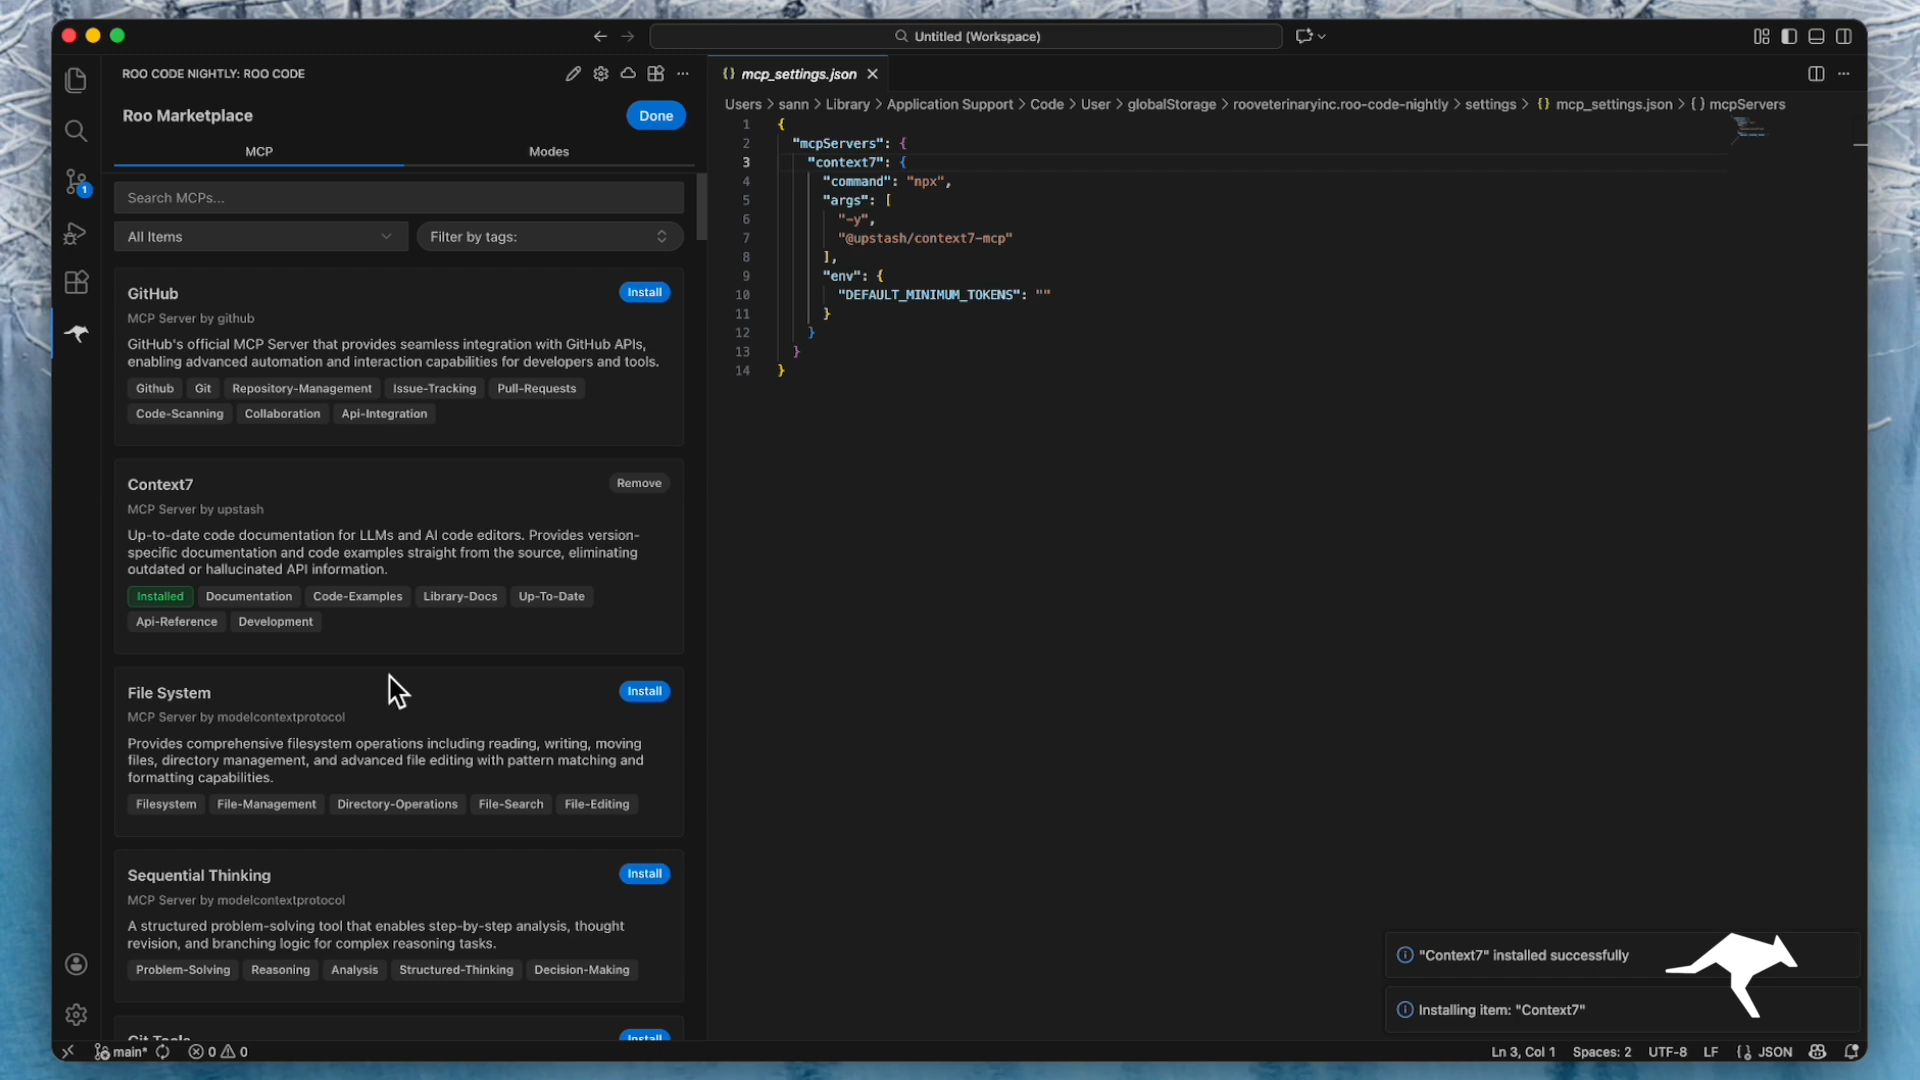 Untitled (Workspace)
ROO CODE NIGHTLY: ROO CODE
Roo Marketplace
Done
MCP
Modes
Search MCPs...
All Items
Filter by tags:
GitHub
Install
MCP Server by github
GitHub's official MCP Server that provides seamless integration with GitHub APIs,
enabling advanced automation and interaction capabilities for developers and tools.
Github Git Repository-Management Issue-Tracking Pull-Requests
Code-Scanning Collaboration Api-Integration
Context7
Remove
MCP Server by upstash
Up-to-date code documentation for LLMs and AI code editors. Provides version-
specific documentation and code examples straight from the source, eliminating
outdated or hallucinated API information.
Installed Documentation Code-Examples Library-Docs Up-To-Date
Api-Reference Development
File System
Install
MCP Server by modelcontextprotocol
Provides comprehensive filesystem operations including reading, writing, moving
files, directory management, and advanced file editing with pattern matching and
formatting capabilities.
Filesystem File-Management Directory-Operations File-Search File-Editing
Sequential Thinking
Install
MCP Server by modelcontextprotocol
A structured problem-solving tool that enables step-by-step analysis, thought
revision, and branching logic for complex reasoning tasks.
Problem-Solving Reasoning Analysis Structured-Thinking Decision-Making
Git Tools
Install
1
{} mcp_settings.json
Users > sann > Library > Application Support > Code > User > globalStorage > rooveterinaryinc.roo-code-nightly > settings > {} mcp_settings.json > {} mcpServers
1 {
2 "mcpServers": {
3 "context7": {
4 "command": "npx",
5 "args": [
6 "-y",
7 "@upstash/context7-mcp"
8 ],
9 "env": {
10 "DEFAULT_MINIMUM_TOKENS": ""
11 }
12 }
13 }
14 }
"Context7" installed successfully
Installing item: "Context7"
main* 0 0
Ln 3, Col 1 Spaces: 2 UTF-8 LF {} JSON